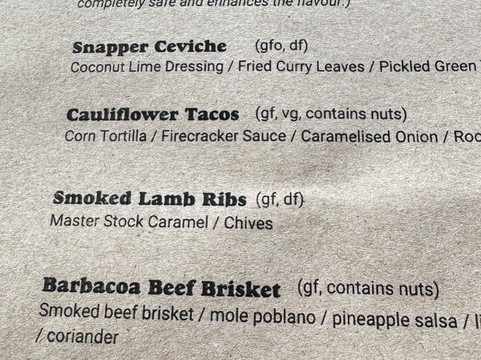 completely safe and enhances the flavour.)
Snapper Ceviche (gfo, df)
Coconut Lime Dressing / Fried Curry Leaves / Pickled Green
Cauliflower Tacos (gf, vg, contains nuts)
Corn Tortilla / Firecracker Sauce / Caramelised Onion /
Smoked Lamb Ribs (gf, df)
Master Stock Caramel / Chives
Barbacoa Beef Brisket (gf, contains nuts)
Smoked beef brisket / mole poblano / pineapple salsa /
/ coriander